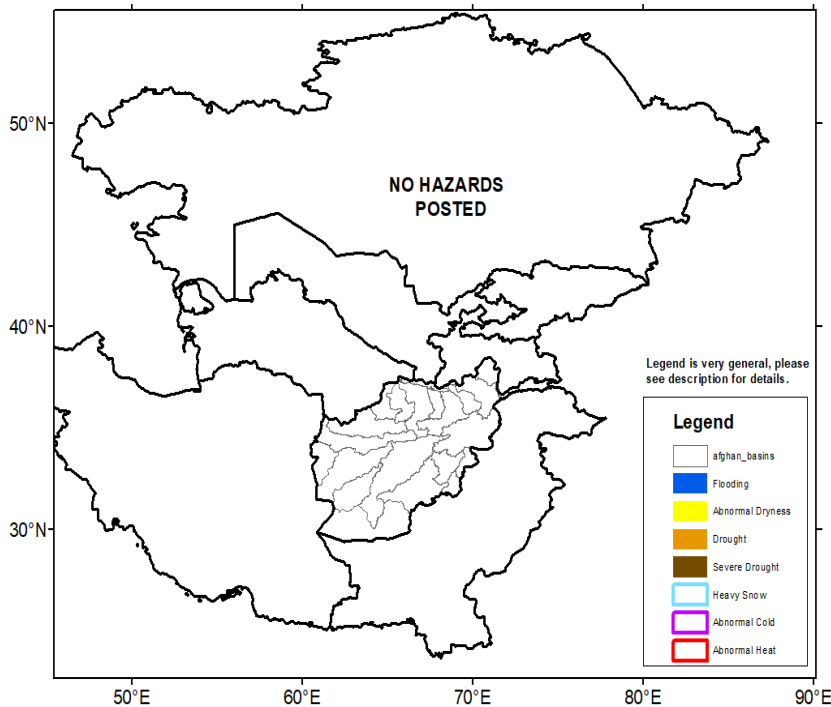 50°N
40°N
30°N
NO HAZARDS
POSTED
Legend is very general, please
see description for details.
Legend
afghan_basins
Flooding
Abnormal Dryness
Drought
Severe Drought
Heavy Snow
Abnormal Cold
Abnormal Heat
50°E
60°E
70°E
80°E
90°E